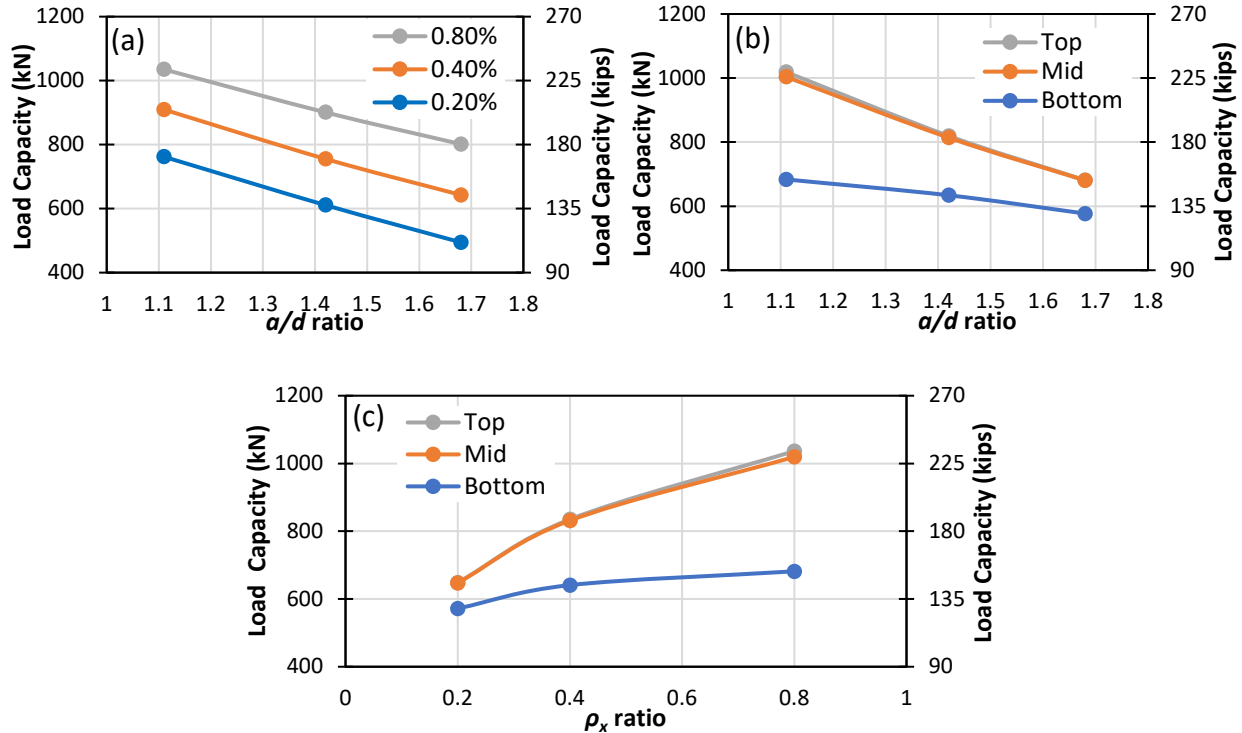 (a)
0.80%
0.40%
0.20%
Load Capacity (kN)
1200
1000
800
600
400
270
225
180
135
90
Load Capacity (kips)
1 1.1 1.2 1.3 1.4 1.5 1.6 1.7 1.8
a/d ratio
(b)
Top
Mid
Bottom
Load Capacity (kN)
1200
1000
800
600
400
270
225
180
135
90
Load Capacity (kips)
1 1.1 1.2 1.3 1.4 1.5 1.6 1.7 1.8
a/d ratio
(c)
Top
Mid
Bottom
Load Capacity (kN)
1200
1000
800
600
400
270
225
180
135
90
Load Capacity (kips)
0 0.2 0.4 0.6 0.8 1
ρx ratio